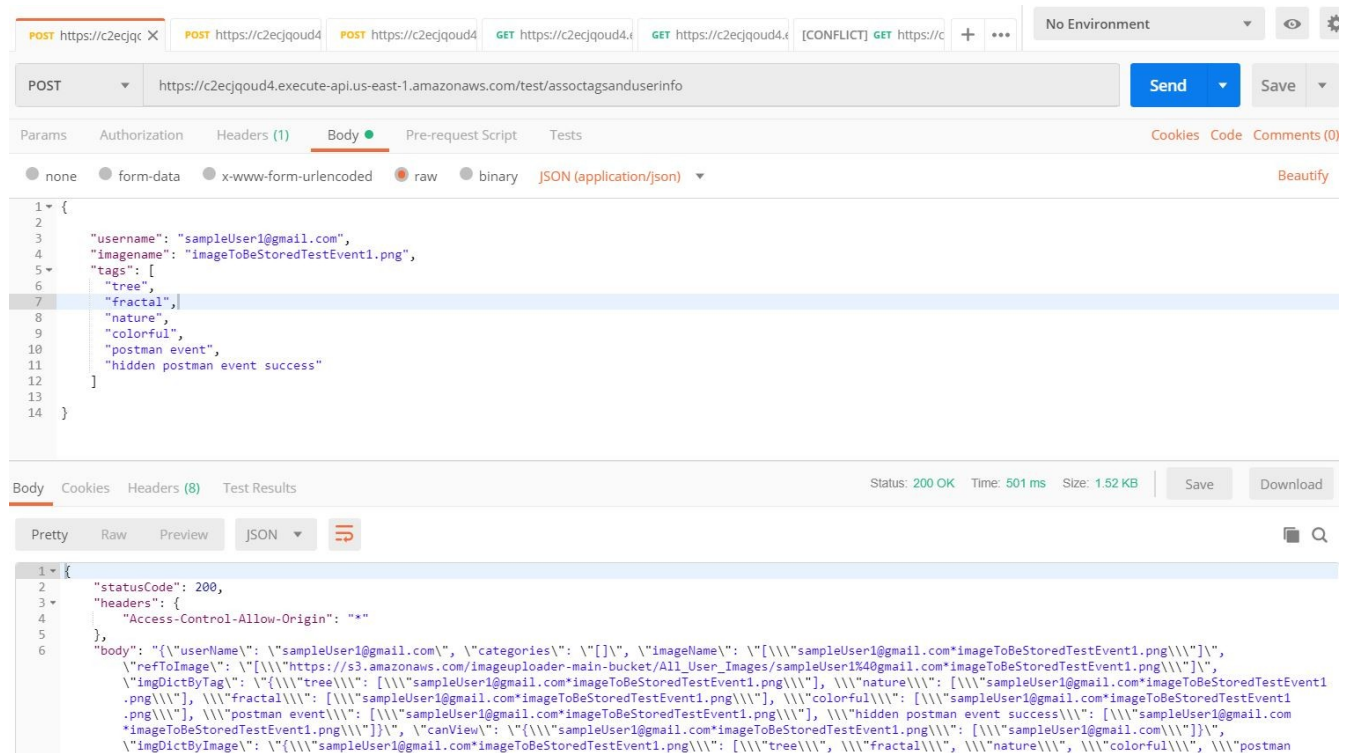 POST https://c2ecjqc X POST https://c2ecjqoud4 POST https://c2ecjqoud4 GET https://c2ecjqoud4.e GET https://c2ecjqoud4.e [CONFLICT] GET https://c + ••• No Environment
POST https://c2ecjqoud4.execute-api.us-east-1.amazonaws.com/test/assoctagsanduserinfo Send Save
Params Authorization Headers (1) Body Pre-request Script Tests Cookies Code Comments (0)
none form-data x-www-form-urlencoded raw binary JSON (application/json) Beautify
1 {
2
3 "username": "sampleUser1@gmail.com",
4 "imagename": "imageToBeStoredTestEvent1.png",
5 "tags": [
6 "tree",
7 "fractal",
8 "nature",
9 "colorful",
10 "postman event",
11 "hidden postman event success"
12 ]
13
14 }
Body Cookies Headers (8) Test Results Status: 200 OK Time: 501 ms Size: 1.52 KB Save Download
Pretty Raw Preview JSON
1 {
2 "statusCode": 200,
3 "headers": {
4 "Access-Control-Allow-Origin": "*"
5 },
6 "body": "{\"userName\": \"sampleUser1@gmail.com\", \"categories\": \"[]\", \"imageName\": \"[\\\"sampleUser1@gmail.com*imageToBeStoredTestEvent1.png\\\"]\",
\"refToImage\": \"[\\\"https://s3.amazonaws.com/imageuploader-main-bucket/All_User_Images/sampleUser1%40gmail.com*imageToBeStoredTestEvent1.png\\\"]\",
\"imgDictByTag\": \"{\\\"tree\\\": [\\\"sampleUser1@gmail.com*imageToBeStoredTestEvent1.png\\\"], \\\"nature\\\": [\\\"sampleUser1@gmail.com*imageToBeStoredTestEvent1
.png\\\"], \\\"fractal\\\": [\\\"sampleUser1@gmail.com*imageToBeStoredTestEvent1.png\\\"], \\\"colorful\\\": [\\\"sampleUser1@gmail.com*imageToBeStoredTestEvent1
.png\\\"], \\\"postman event\\\": [\\\"sampleUser1@gmail.com*imageToBeStoredTestEvent1.png\\\"], \\\"hidden postman event success\\\": [\\\"sampleUser1@gmail.com
*imageToBeStoredTestEvent1.png\\\"]}\", \"canView\": \"{\\\"sampleUser1@gmail.com*imageToBeStoredTestEvent1.png\\\": [\\\"sampleUser1@gmail.com\\\"]}\",
\"imgDictByImage\": \"{\\\"sampleUser1@gmail.com*imageToBeStoredTestEvent1.png\\\": [\\\"tree\\\", \\\"fractal\\\", \\\"nature\\\", \\\"colorful\\\", \\\"postman